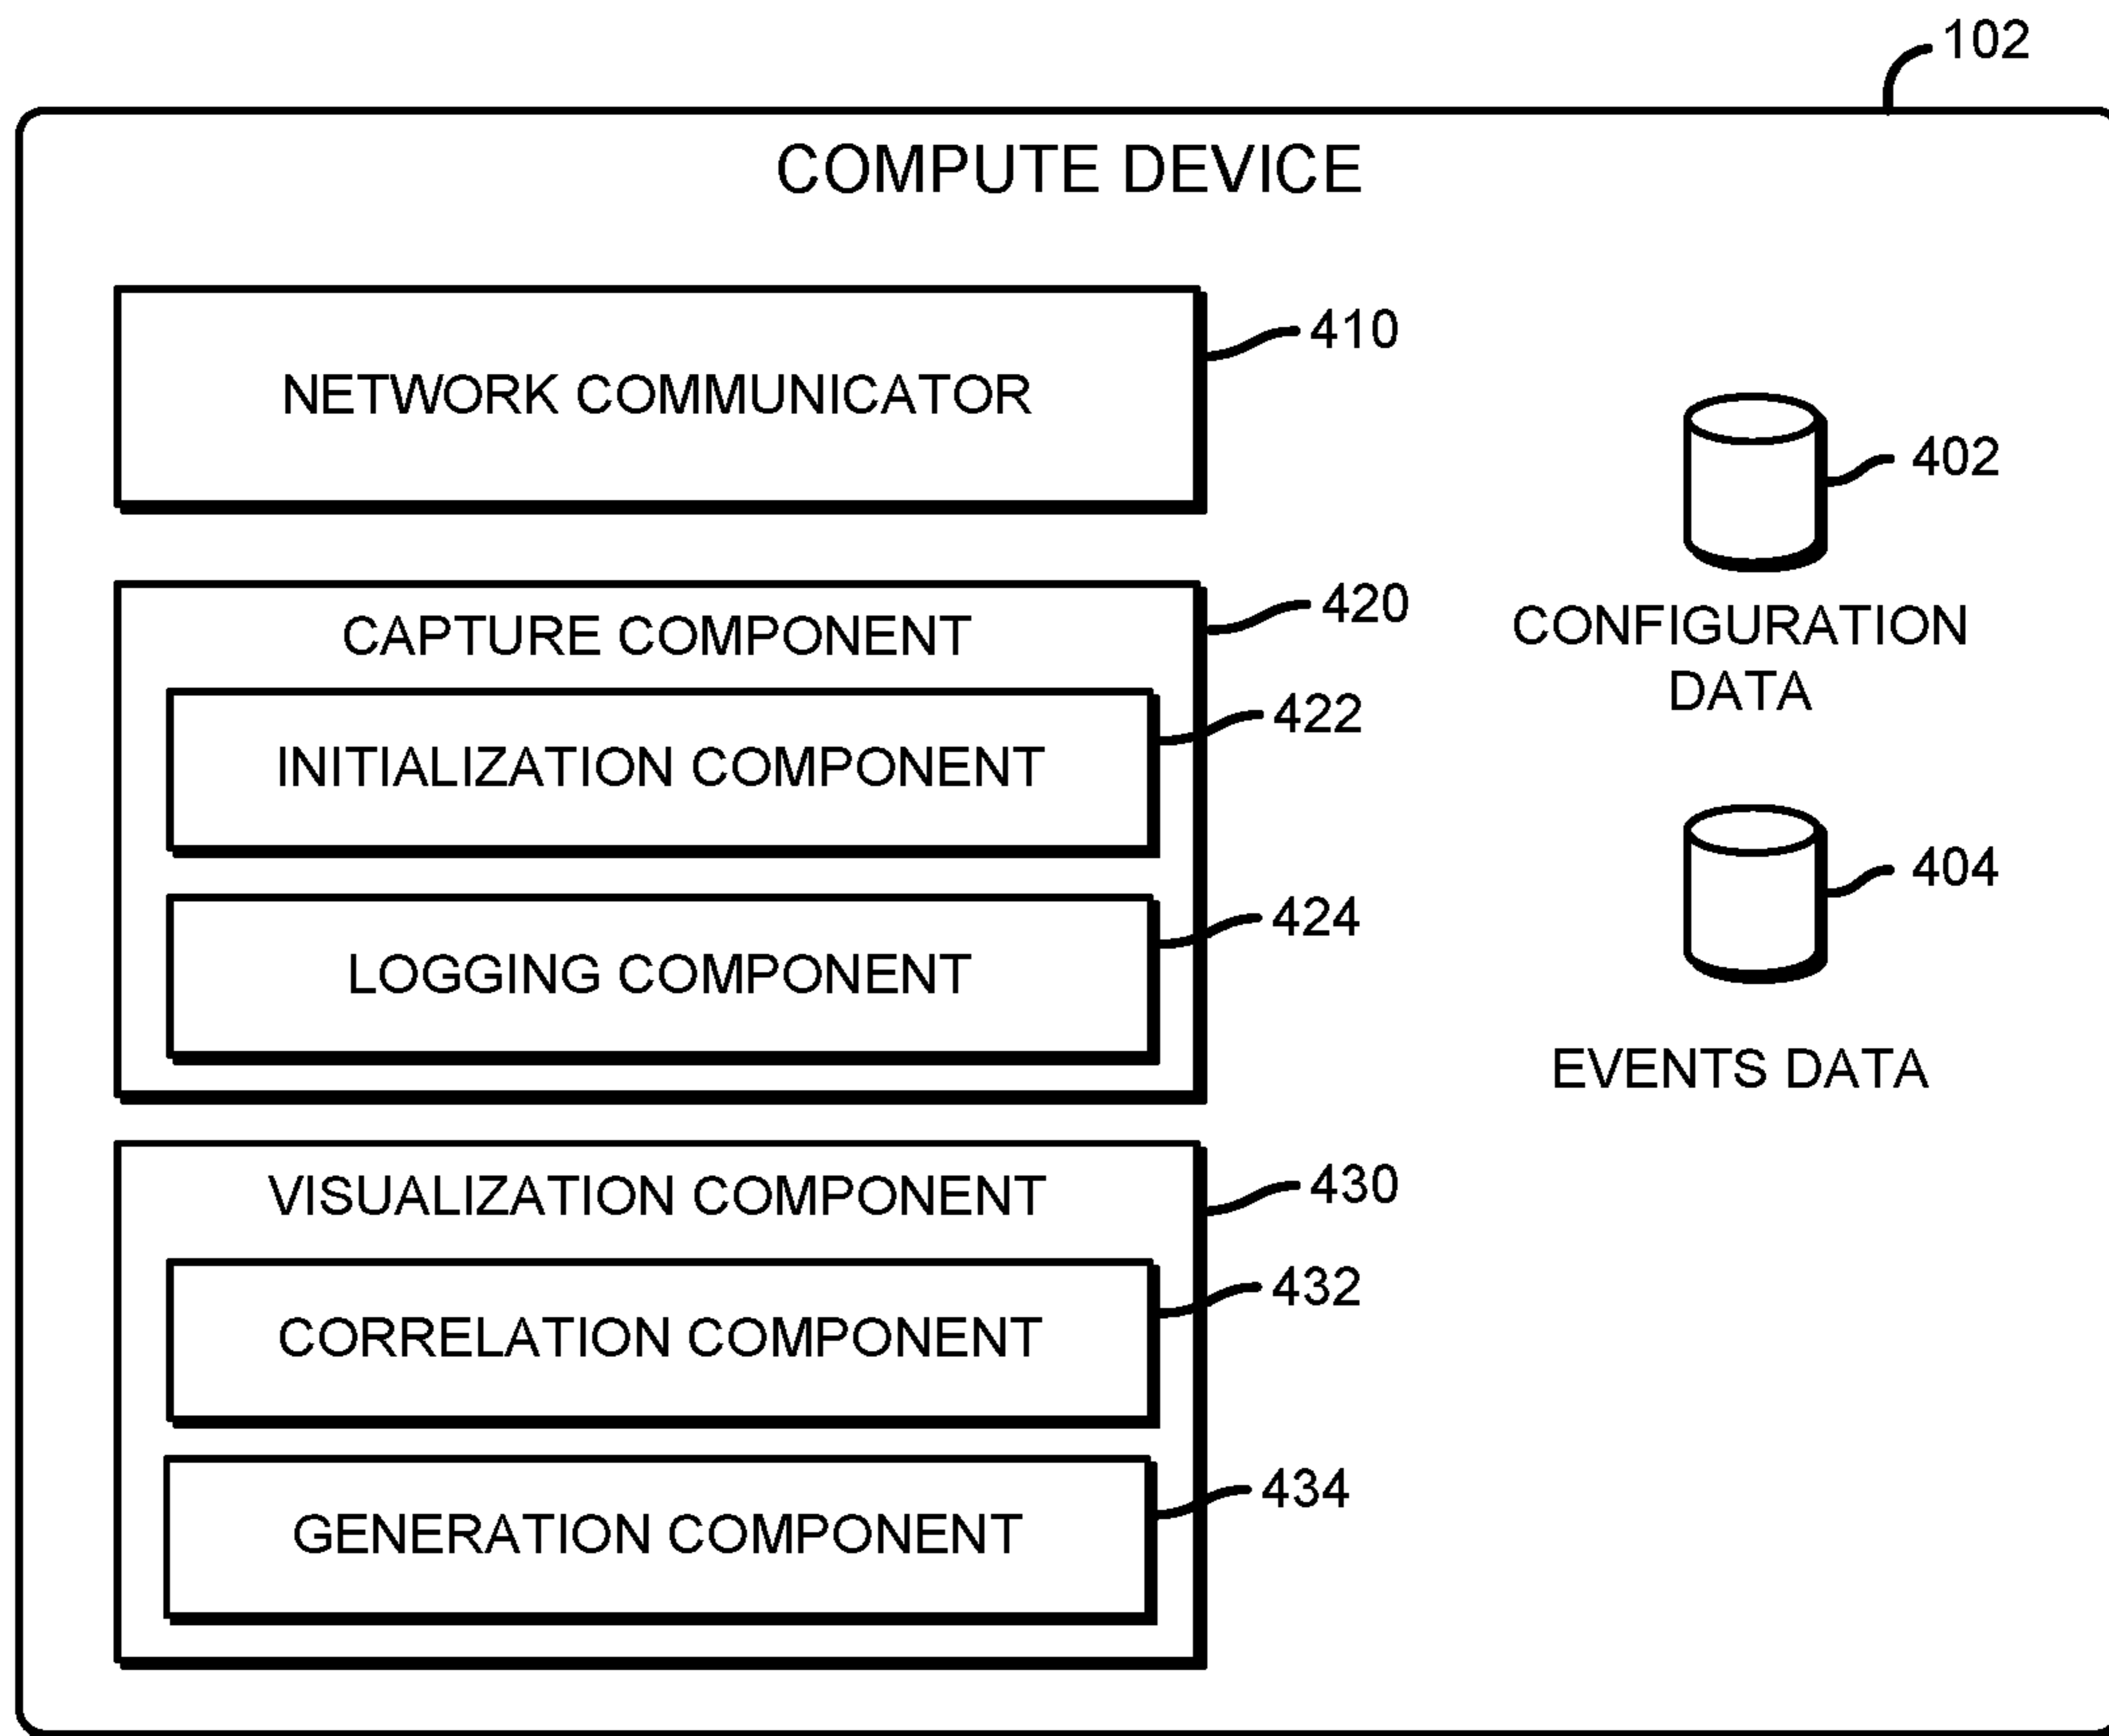 102
COMPUTE DEVICE
NETWORK COMMUNICATOR
410
402
CONFIGURATION
DATA
CAPTURE COMPONENT
420
INITIALIZATION COMPONENT
422
LOGGING COMPONENT
424
404
EVENTS DATA
VISUALIZATION COMPONENT
430
CORRELATION COMPONENT
432
GENERATION COMPONENT
434